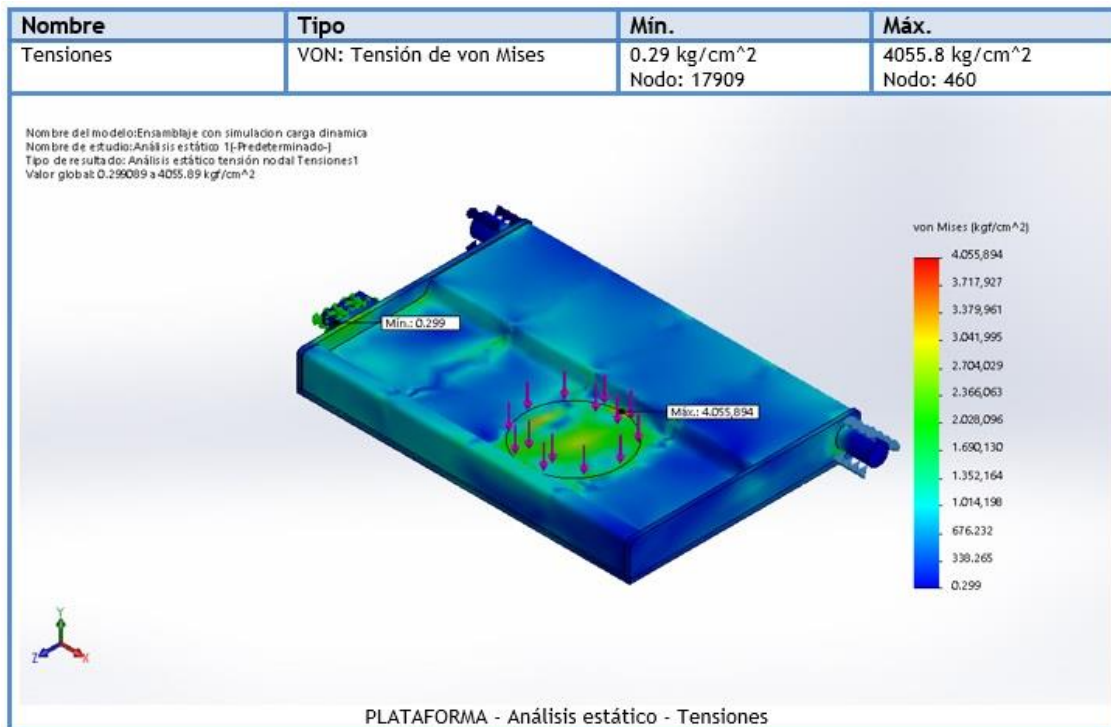 Nombre Tipo Mín. Máx.
Tensiones VON: Tensión de von Mises 0.29 kg/cm^2 4055.8 kg/cm^2
Nodo: 17909 Nodo: 460
Nombre del modelo:Ensamblaje con simulacion carga dinamica
Nombre de estudio:Análisis estático 1(-Predeterminado-)
Tipo de resultado: Análisis estático tensión nodal Tensiones1
Valor global: 0.299089 a 4055.89 kgf/cm^2
von Mises (kgf/cm^2)
4.055,894
3.717,927
3.379,961
3.041,995
2.704,029
2.366,063
2.028,096
1.690,130
1.352,164
1.014,198
676.232
338.265
0.299
Mín.: 0.299
Máx.: 4.055,894
Y
Z
X
PLATAFORMA - Análisis estático - Tensiones